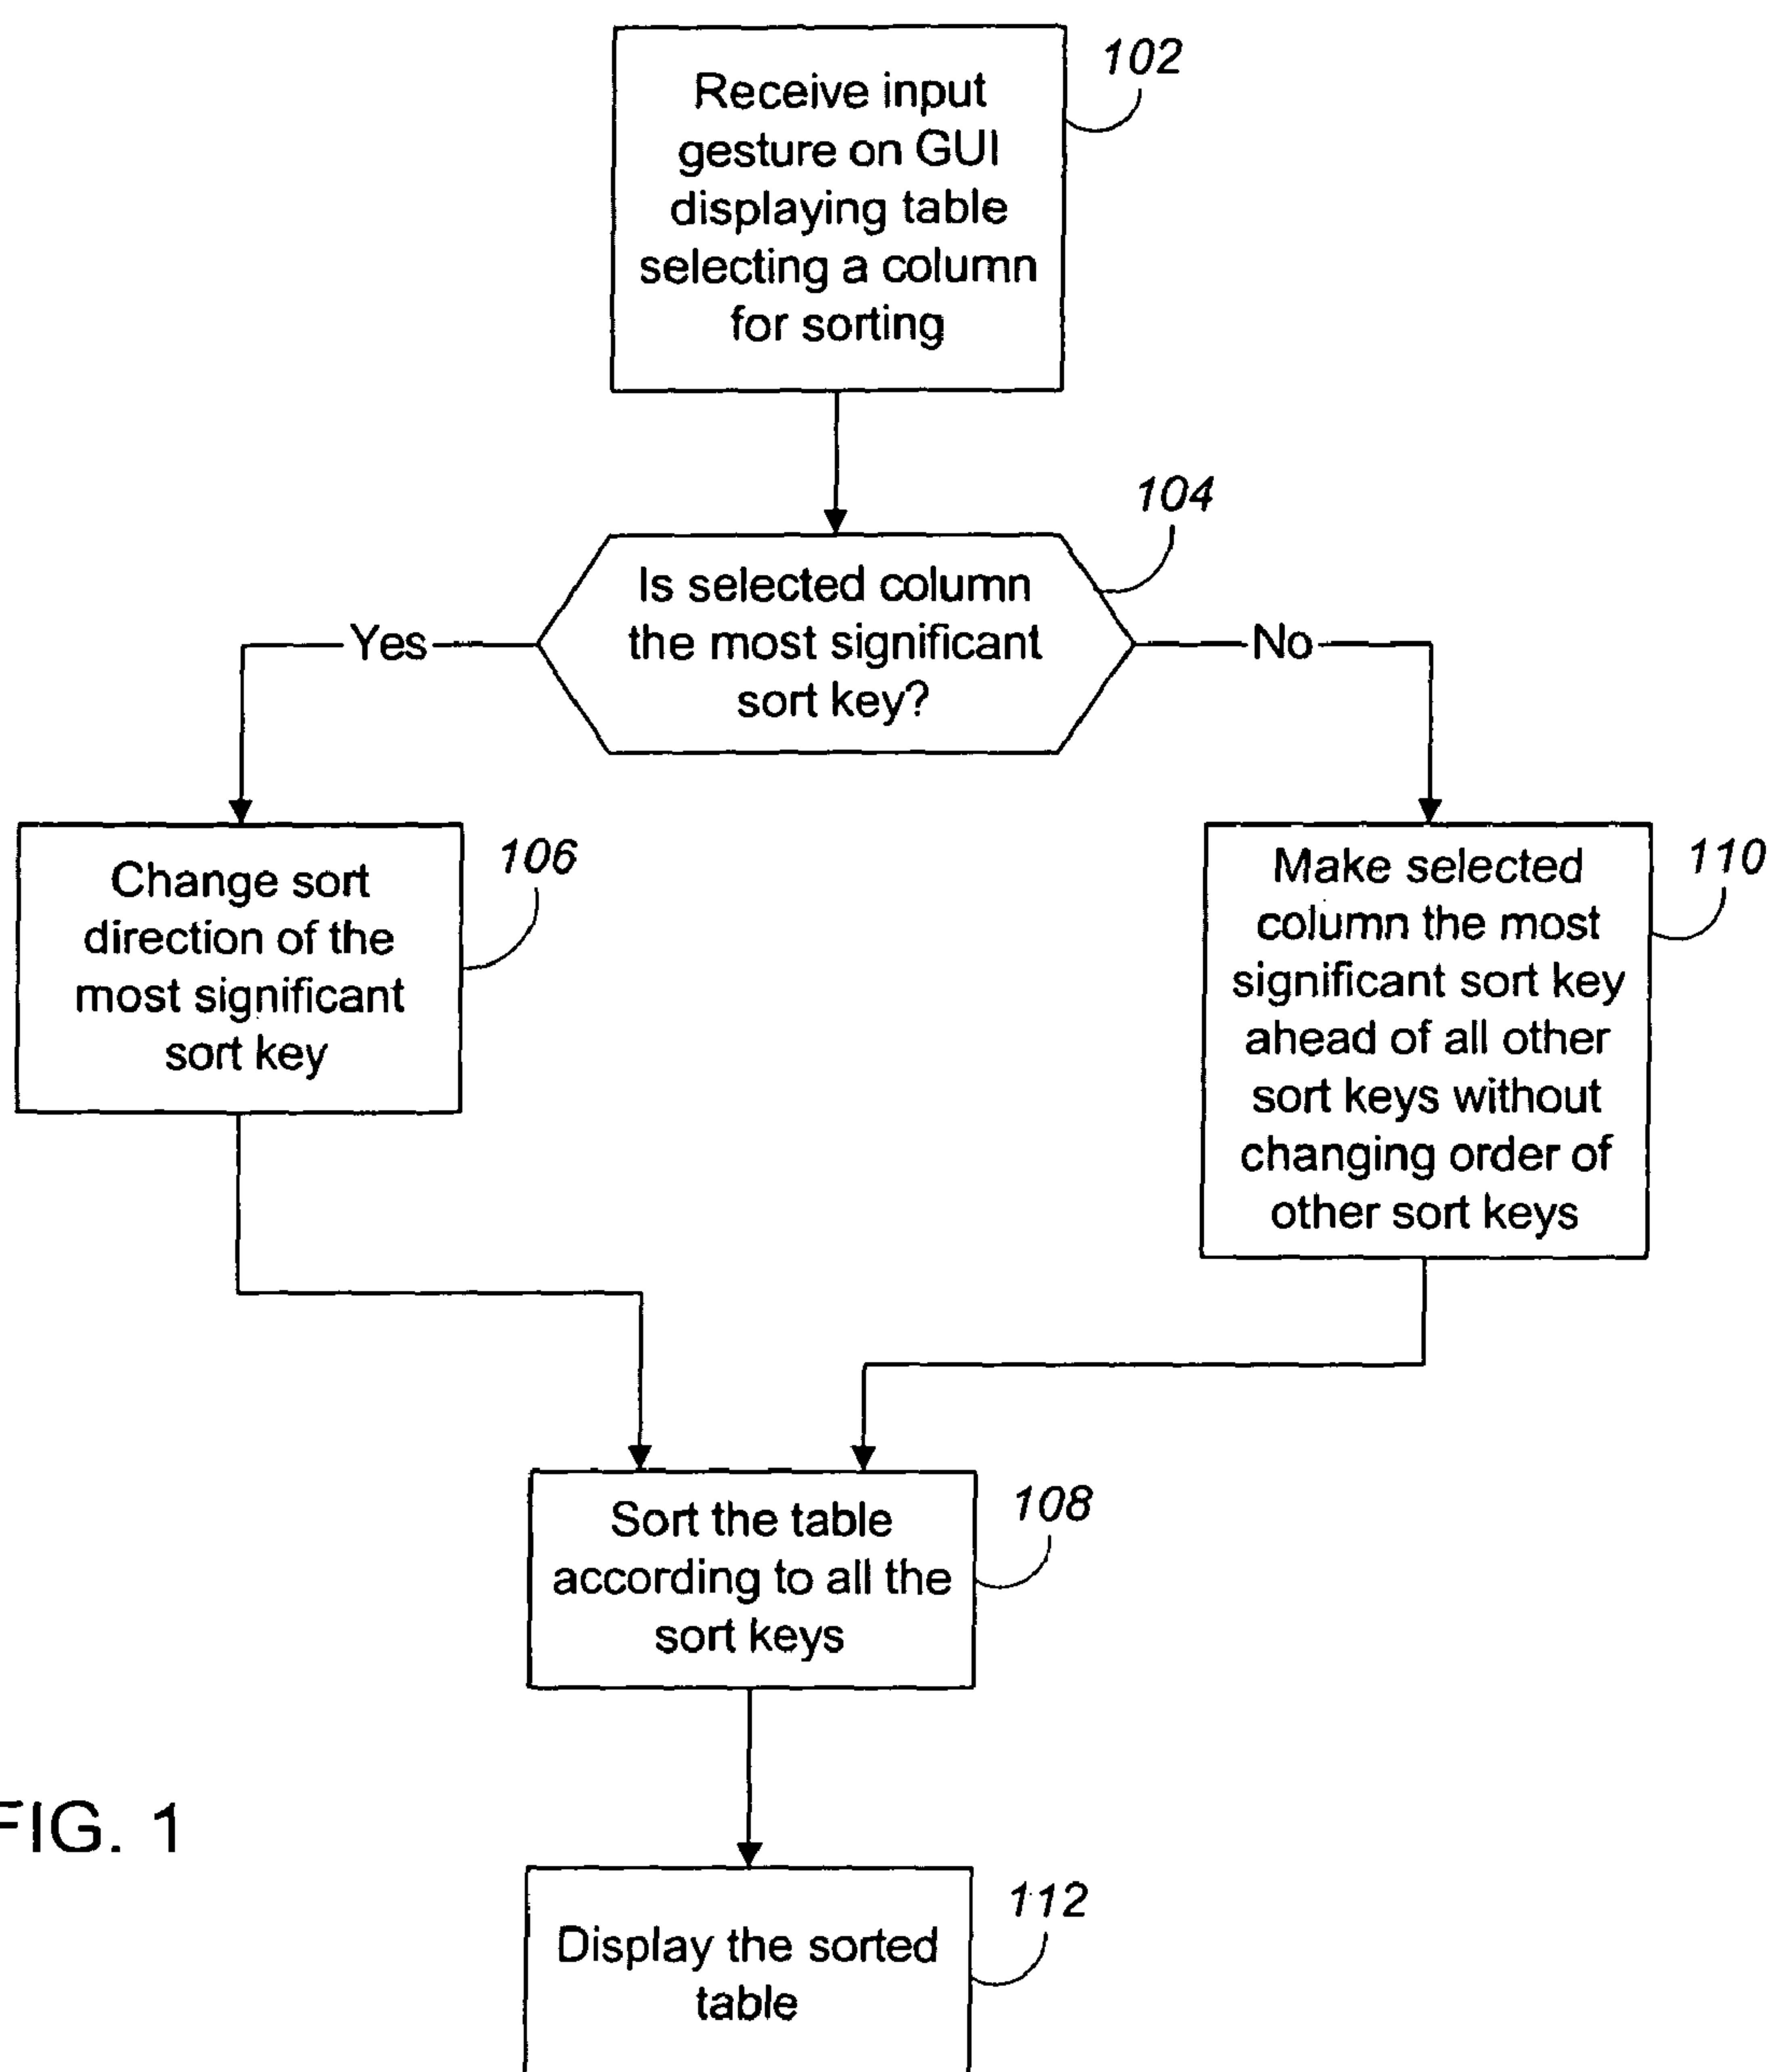 Receive input
gesture on GUI
displaying table
selecting a column
for sorting
102
Is selected column
the most significant
sort key?
104
Yes
No
Change sort
direction of the
most significant
sort key
106
Make selected
column the most
significant sort key
ahead of all other
sort keys without
changing order of
other sort keys
110
Sort the table
according to all the
sort keys
108
FIG. 1
Display the sorted
table
112